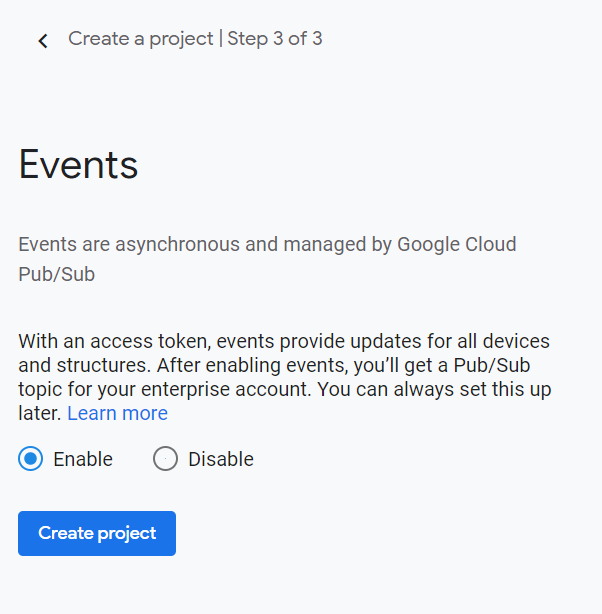 Create a project | Step 3 of 3
Events
Events are asynchronous and managed by Google Cloud
Pub/Sub
With an access token, events provide updates for all devices
and structures. After enabling events, you’ll get a Pub/Sub
topic for your enterprise account. You can always set this up
later. Learn more
Enable Disable
Create project